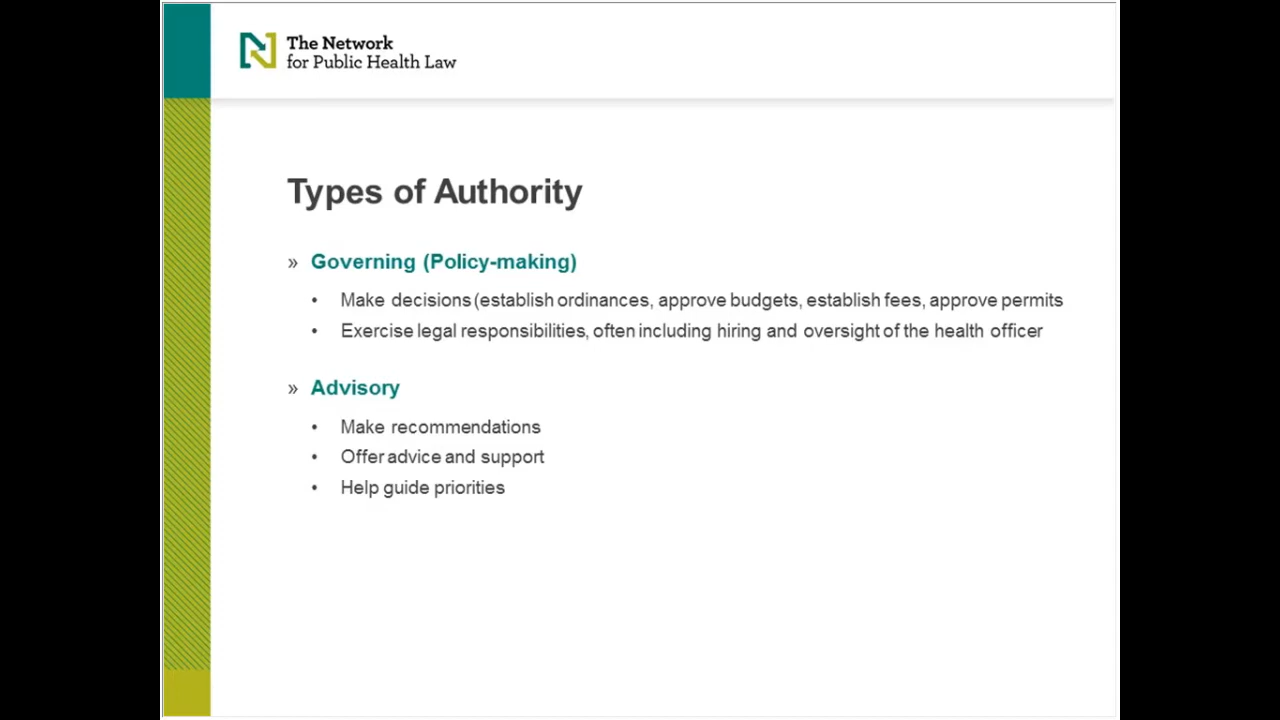 The Network
for Public Health Law
Types of Authority
» Governing (Policy-making)
• Make decisions (establish ordinances, approve budgets, establish fees, approve permits
• Exercise legal responsibilities, often including hiring and oversight of the health officer
» Advisory
• Make recommendations
• Offer advice and support
• Help guide priorities